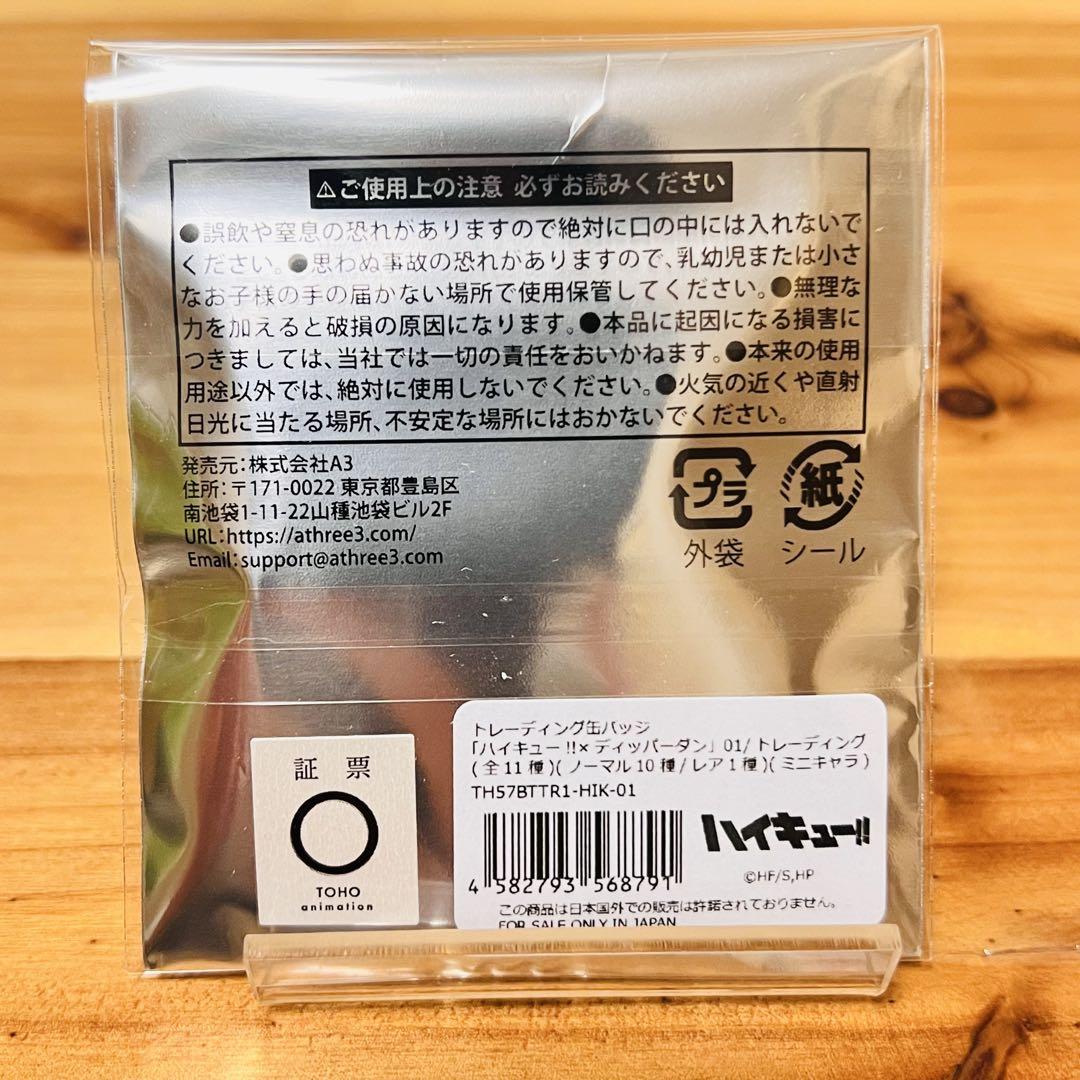 ⚠ご使用上の注意 必ずお読みください
●誤飲や窒息の恐れがありますので絶対に口の中には入れないで
ください。●思わぬ事故の恐れがありますので、乳幼児または小さ
なお子様の手の届かない場所で使用保管してください。●無理な
力を加えると破損の原因になります。●本品に起因になる損害に
つきましては、当社では一切の責任をおいかねます。●本来の使用
用途以外では、絶対に使用しないでください。●火気の近くや直射
日光に当たる場所、不安定な場所にはおかないでください。
発売元：株式会社A3
住所：〒171-0022 東京都豊島区
南池袋1-11-22山種池袋ビル2F
URL:https://athree3.com/
Email:support@athree3.com
プラ
外袋
紙
シール
証票
TOHO
animation
トレーディング缶バッジ
「ハイキュー!!×ディッパーダン」01/トレーディング
(全11種)(ノーマル10種/レア1種)(ミニキャラ)
TH57BTTR1-HIK-01
ハイキュー!!
4 582793 568791
©HF/S,HP
この商品は日本国外での販売は許諾されておりません。
FOR SALE ONLY IN JAPAN